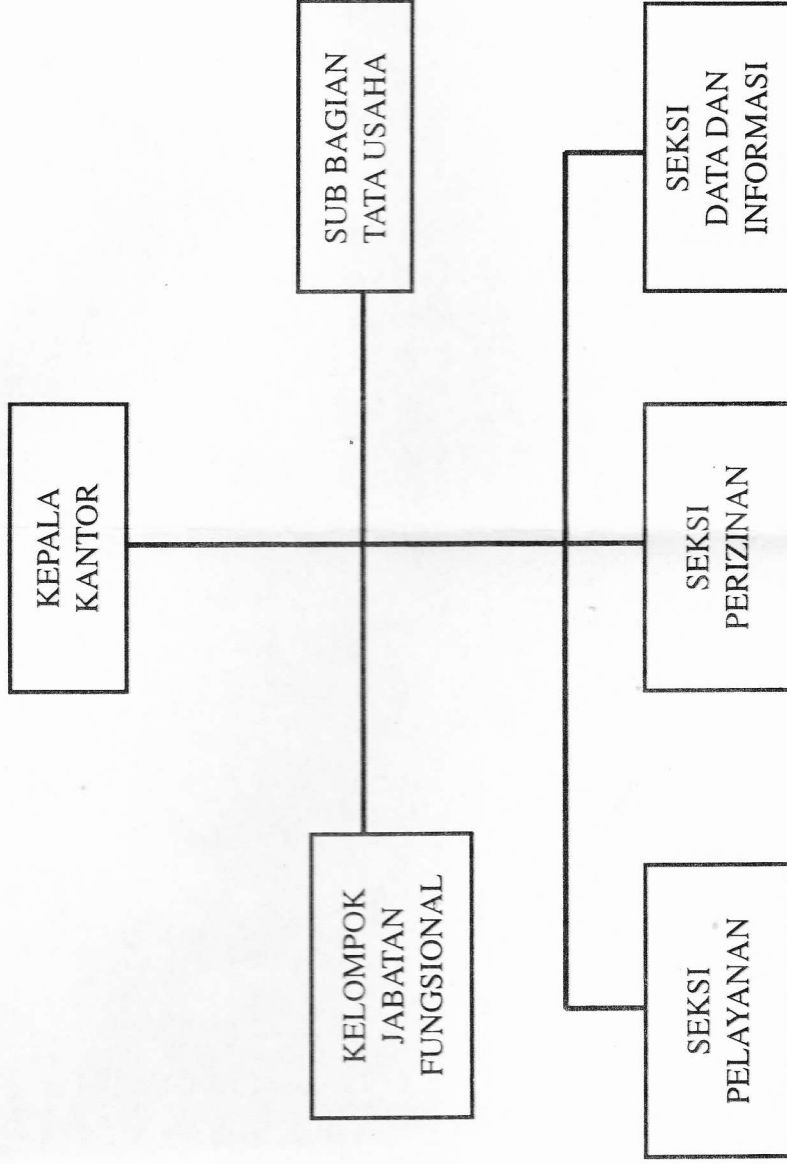 KEPALA
KANTOR
KELOMPOK
JABATAN
FUNGSIONAL
SUB BAGIAN
TATA USAHA
SEKSI
PELAYANAN
SEKSI
PERIZINAN
SEKSI
DATA DAN
INFORMASI